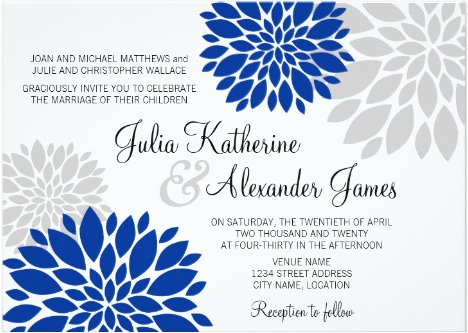 JOAN AND MICHAEL MATTHEWS and
JULIE AND CHRISTOPHER WALLACE
GRACIOUSLY INVITE YOU TO CELEBRATE
THE MARRIAGE OF THEIR CHILDREN
Julia Katherine
& Alexander James
ON SATURDAY, THE TWENTIETH OF APRIL
TWO THOUSAND AND TWENTY
AT FOUR-THIRTY IN THE AFTERNOON
VENUE NAME
1234 STREET ADDRESS
CITY NAME, LOCATION
Reception to follow